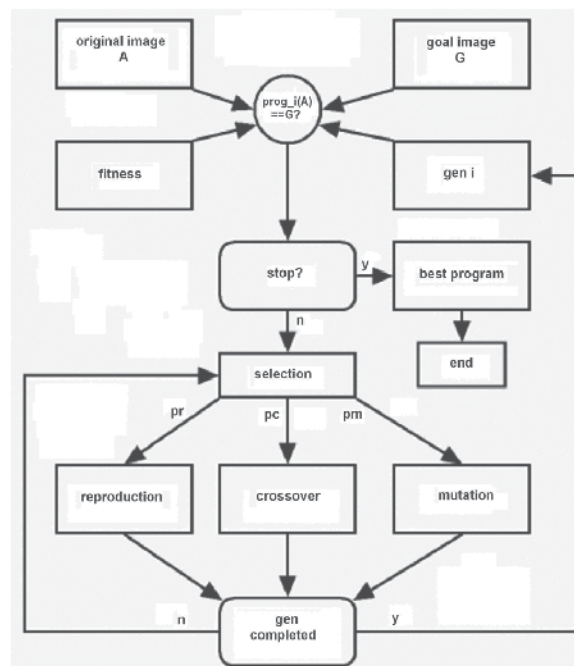 original image
A
goal image
G
prog_i(A)
==G?
fitness
gen i
stop?
y
best program
n
end
selection
pr
pc
pm
reproduction
crossover
mutation
n
gen
completed
y